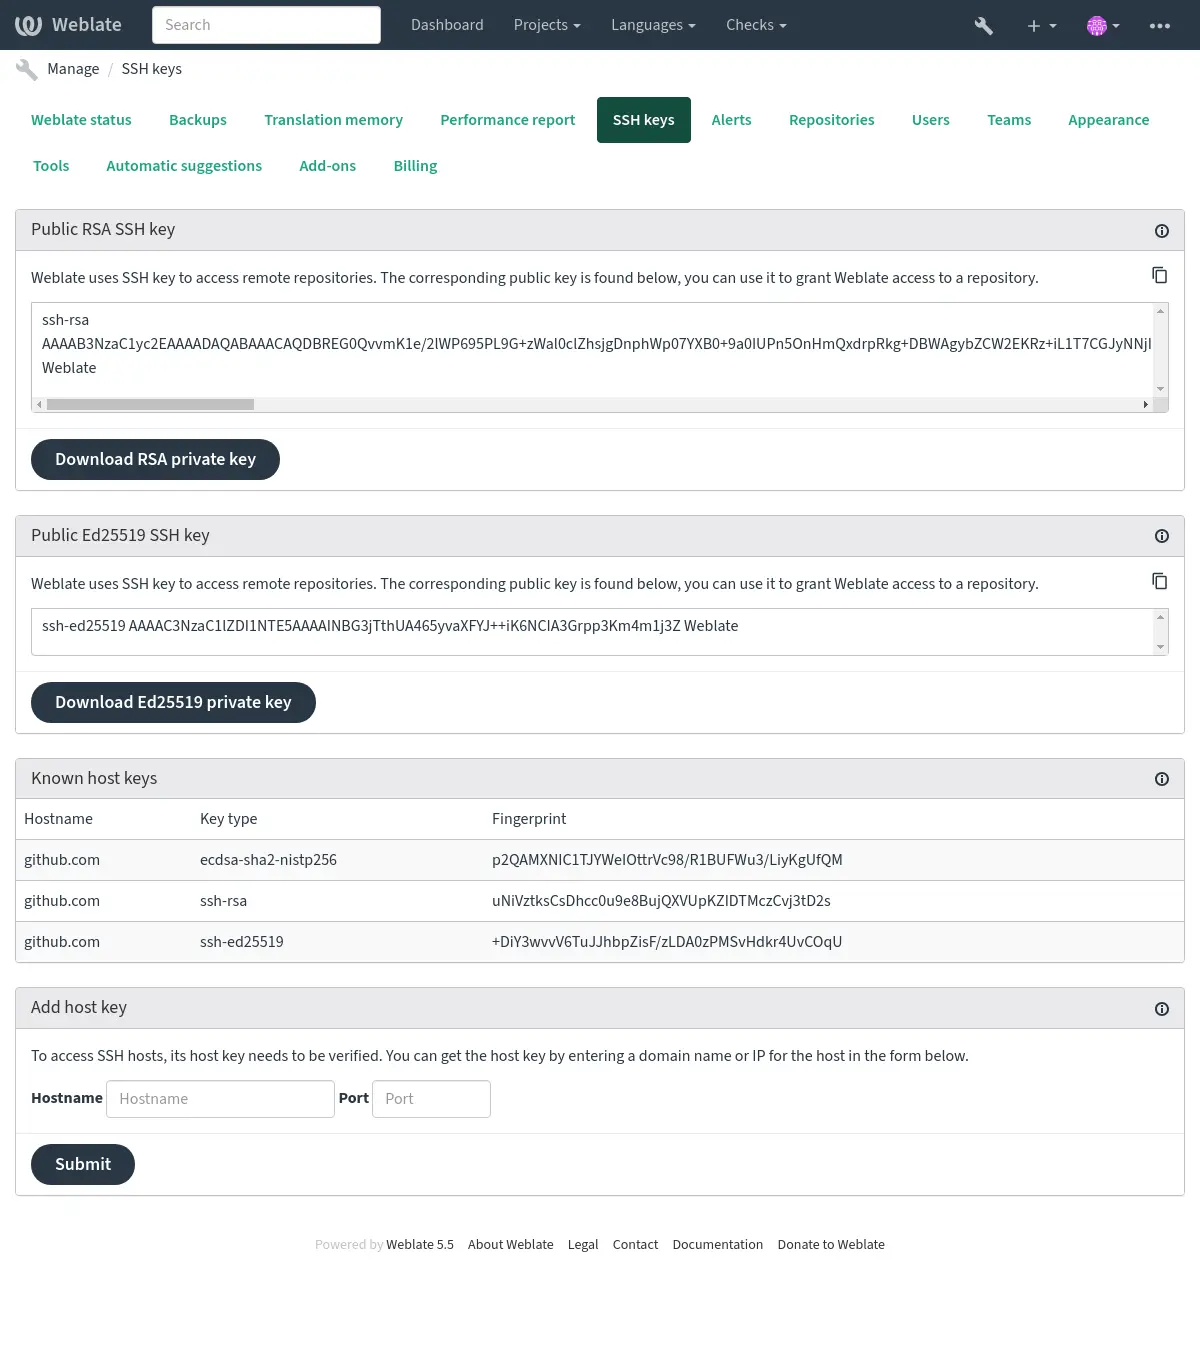 Weblate Search Dashboard Projects Languages Checks
Manage / SSH keys
Weblate status Backups Translation memory Performance report SSH keys Alerts Repositories Users Teams Appearance
Tools Automatic suggestions Add-ons Billing
Public RSA SSH key
Weblate uses SSH key to access remote repositories. The corresponding public key is found below, you can use it to grant Weblate access to a repository.
ssh-rsa
AAAAB3NzaC1yc2EAAAADAQABAAACAQDBREG0QvvmK1e/2lWP695PL9G+zWal0clZhsjgDnphWp07YXB0+9a0IUPn5OnHmQxdrpRkg+DBWAgybZCW2EKRz+iL1T7CGJyNNjI
Weblate
Download RSA private key
Public Ed25519 SSH key
Weblate uses SSH key to access remote repositories. The corresponding public key is found below, you can use it to grant Weblate access to a repository.
ssh-ed25519 AAAAC3NzaC1lZDI1NTE5AAAAINBG3jTthUA465yvaXFYJ++iK6NCIA3Grpp3Km4m1j3Z Weblate
Download Ed25519 private key
Known host keys
Hostname Key type Fingerprint
github.com ecdsa-sha2-nistp256 p2QAMXNIC1TJYWeIOttrVc98/R1BUFWu3/LiyKgUfQM
github.com ssh-rsa uNiVztksCsDhcc0u9e8BujQXVUpKZIDTMczCvj3tD2s
github.com ssh-ed25519 +DiY3wvvV6TuJJhbpZisF/zLDA0zPMSvHdkr4UvCOqU
Add host key
To access SSH hosts, its host key needs to be verified. You can get the host key by entering a domain name or IP for the host in the form below.
Hostname Hostname Port Port
Submit
Powered by Weblate 5.5 About Weblate Legal Contact Documentation Donate to Weblate